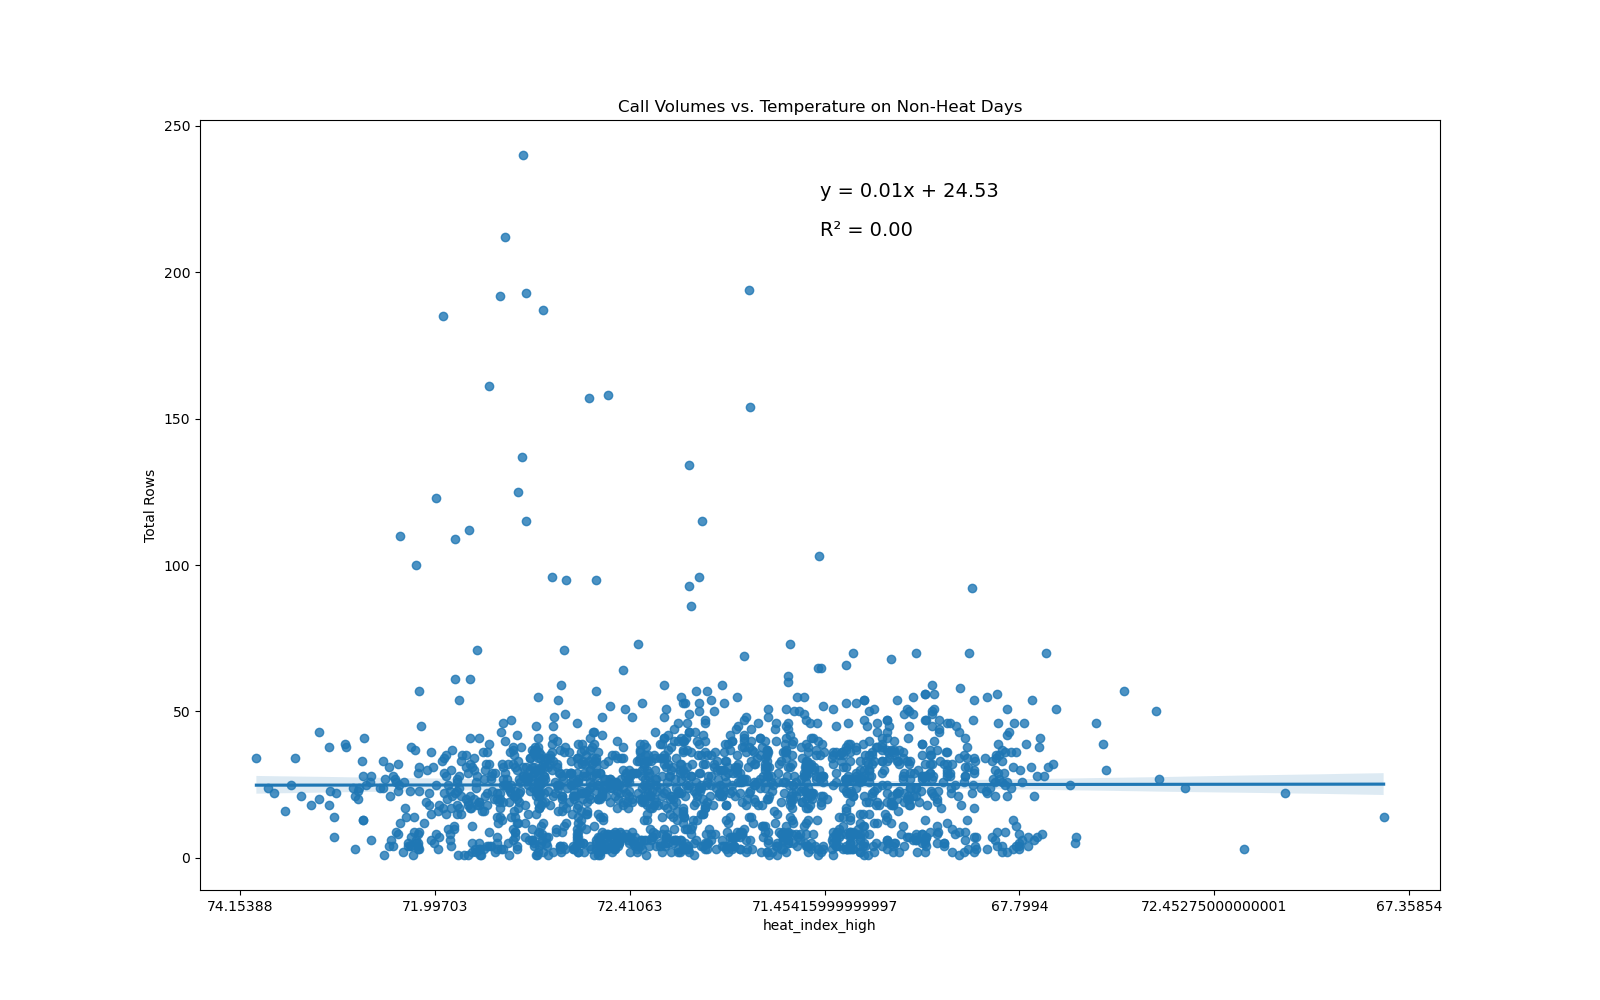 Call Volumes vs. Temperature on Non-Heat Days
250
200
150
100
50
0
Total Rows
y = 0.01x + 24.53
R² = 0.00
74.15388 71.99703 72.41063 71.45415999999997 67.7994 72.45275000000001 67.35854
heat_index_high